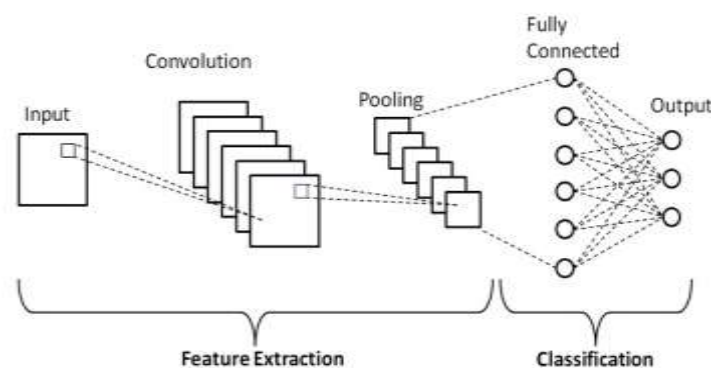 Fully
Connected
Convolution
Pooling
Input
Output
Feature Extraction
Classification